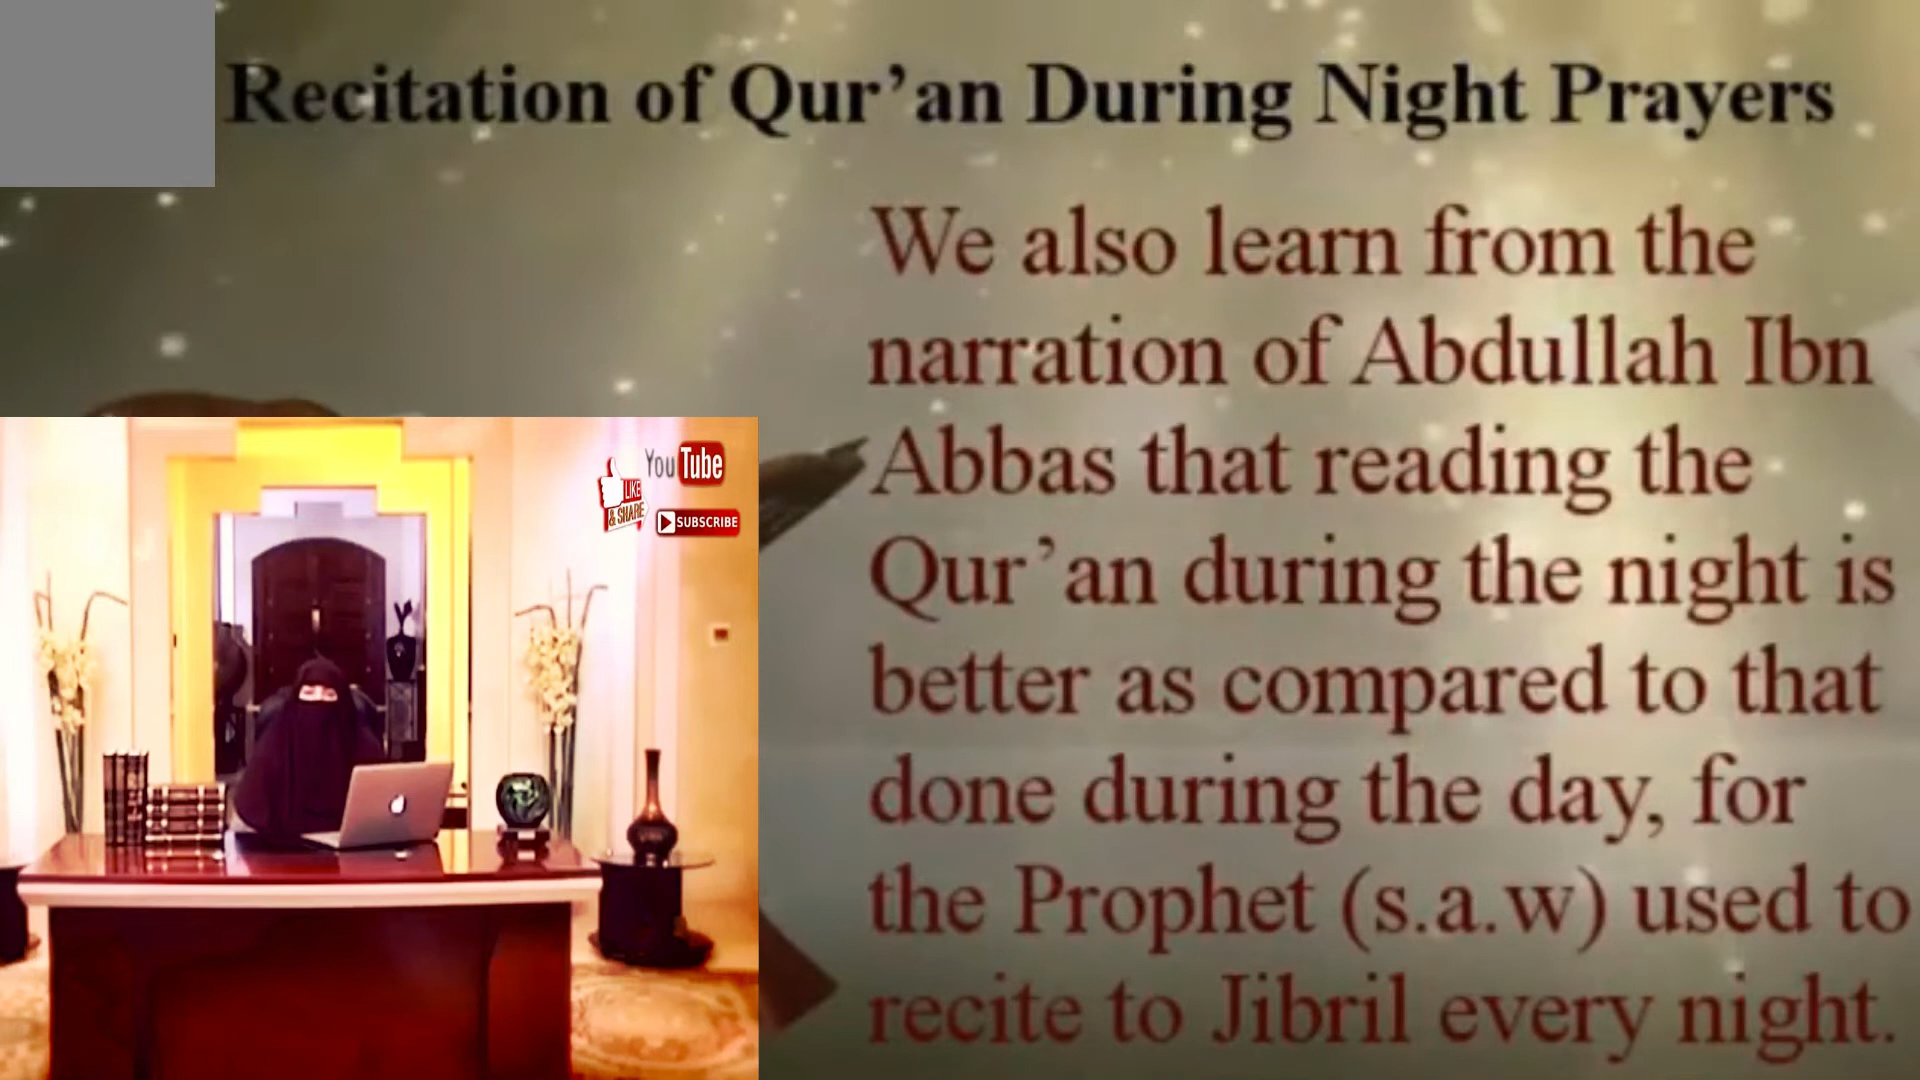 Recitation of Qur’an During Night Prayers
We also learn from the
narration of Abdullah Ibn
Abbas that reading the
Qur’an during the night is
better as compared to that
done during the day, for
the Prophet (s.a.w) used to
recite to Jibril every night.
YouTube
LIKE
& SHARE
SUBSCRIBE